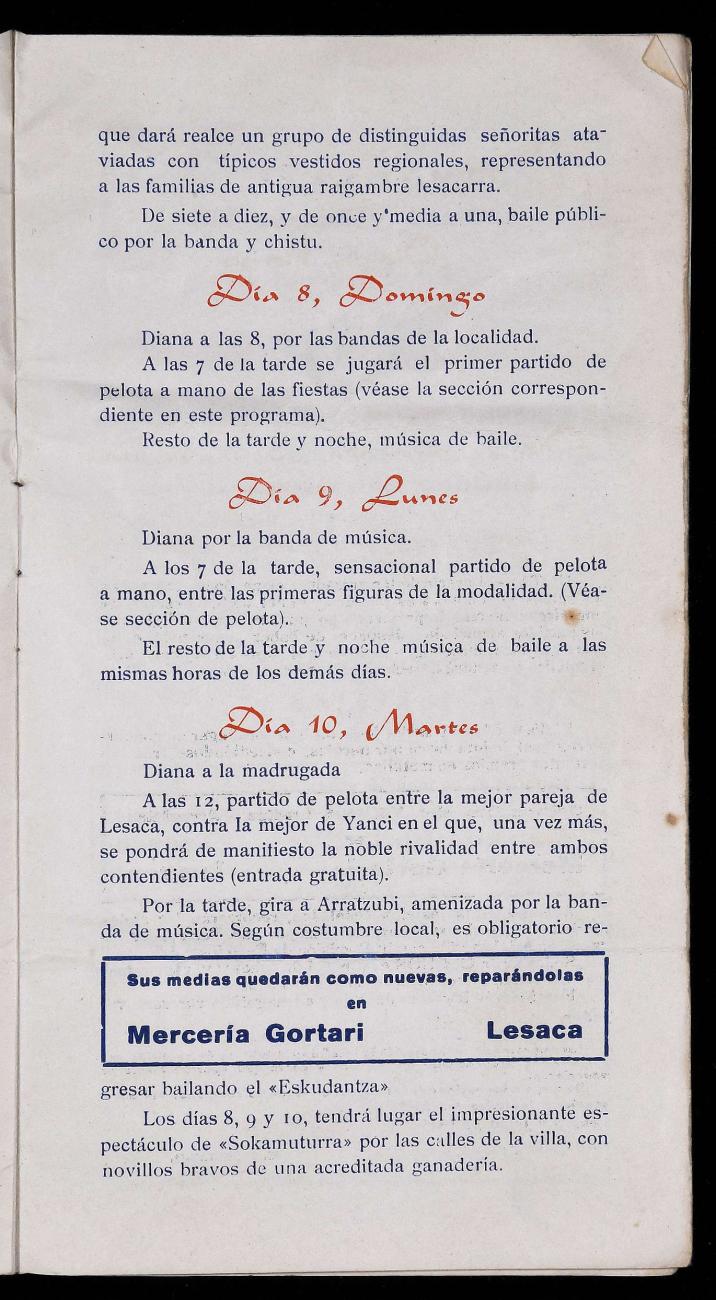 que dará realce un grupo de distinguidas señoritas ata-
viadas con típicos vestidos regionales, representando
a las familias de antigua raigambre lesacarra.
De siete a diez, y de once y'media a una, baile públi-
co por la banda y chistu.
Día 8, Domingo
Diana a las 8, por las bandas de la localidad.
A las 7 de la tarde se jugará el primer partido de
pelota a mano de las fiestas (véase la sección correspon-
diente en este programa).
Resto de la tarde y noche, música de baile.
Día 9, Lunes
Diana por la banda de música.
A los 7 de la tarde, sensacional partido de pelota
a mano, entre las primeras figuras de la modalidad. (Véa-
se sección de pelota).
El resto de la tarde y noche música de baile a las
mismas horas de los demás días.
Día 10, Martes
Diana a la madrugada
A las 12, partido de pelota entre la mejor pareja de
Lesaca, contra la mejor de Yanci en el que, una vez más,
se pondrá de manitiesto la noble rivalidad entre ambos
contendientes (entrada gratuita).
Por la tarde, gira a Arratzubi, amenizada por la ban-
da de música. Según costumbre local, es obligatorio re-
Sus medias quedarán como nuevas, reparándolas
en
Mercería Gortari Lesaca
gresar bailando el «Eskudantza»
Los días 8, 9 y 10, tendrá lugar el impresionante es-
pectáculo de «Sokamuturra» por las calles de la villa, con
novillos bravos de una acreditada ganadería.